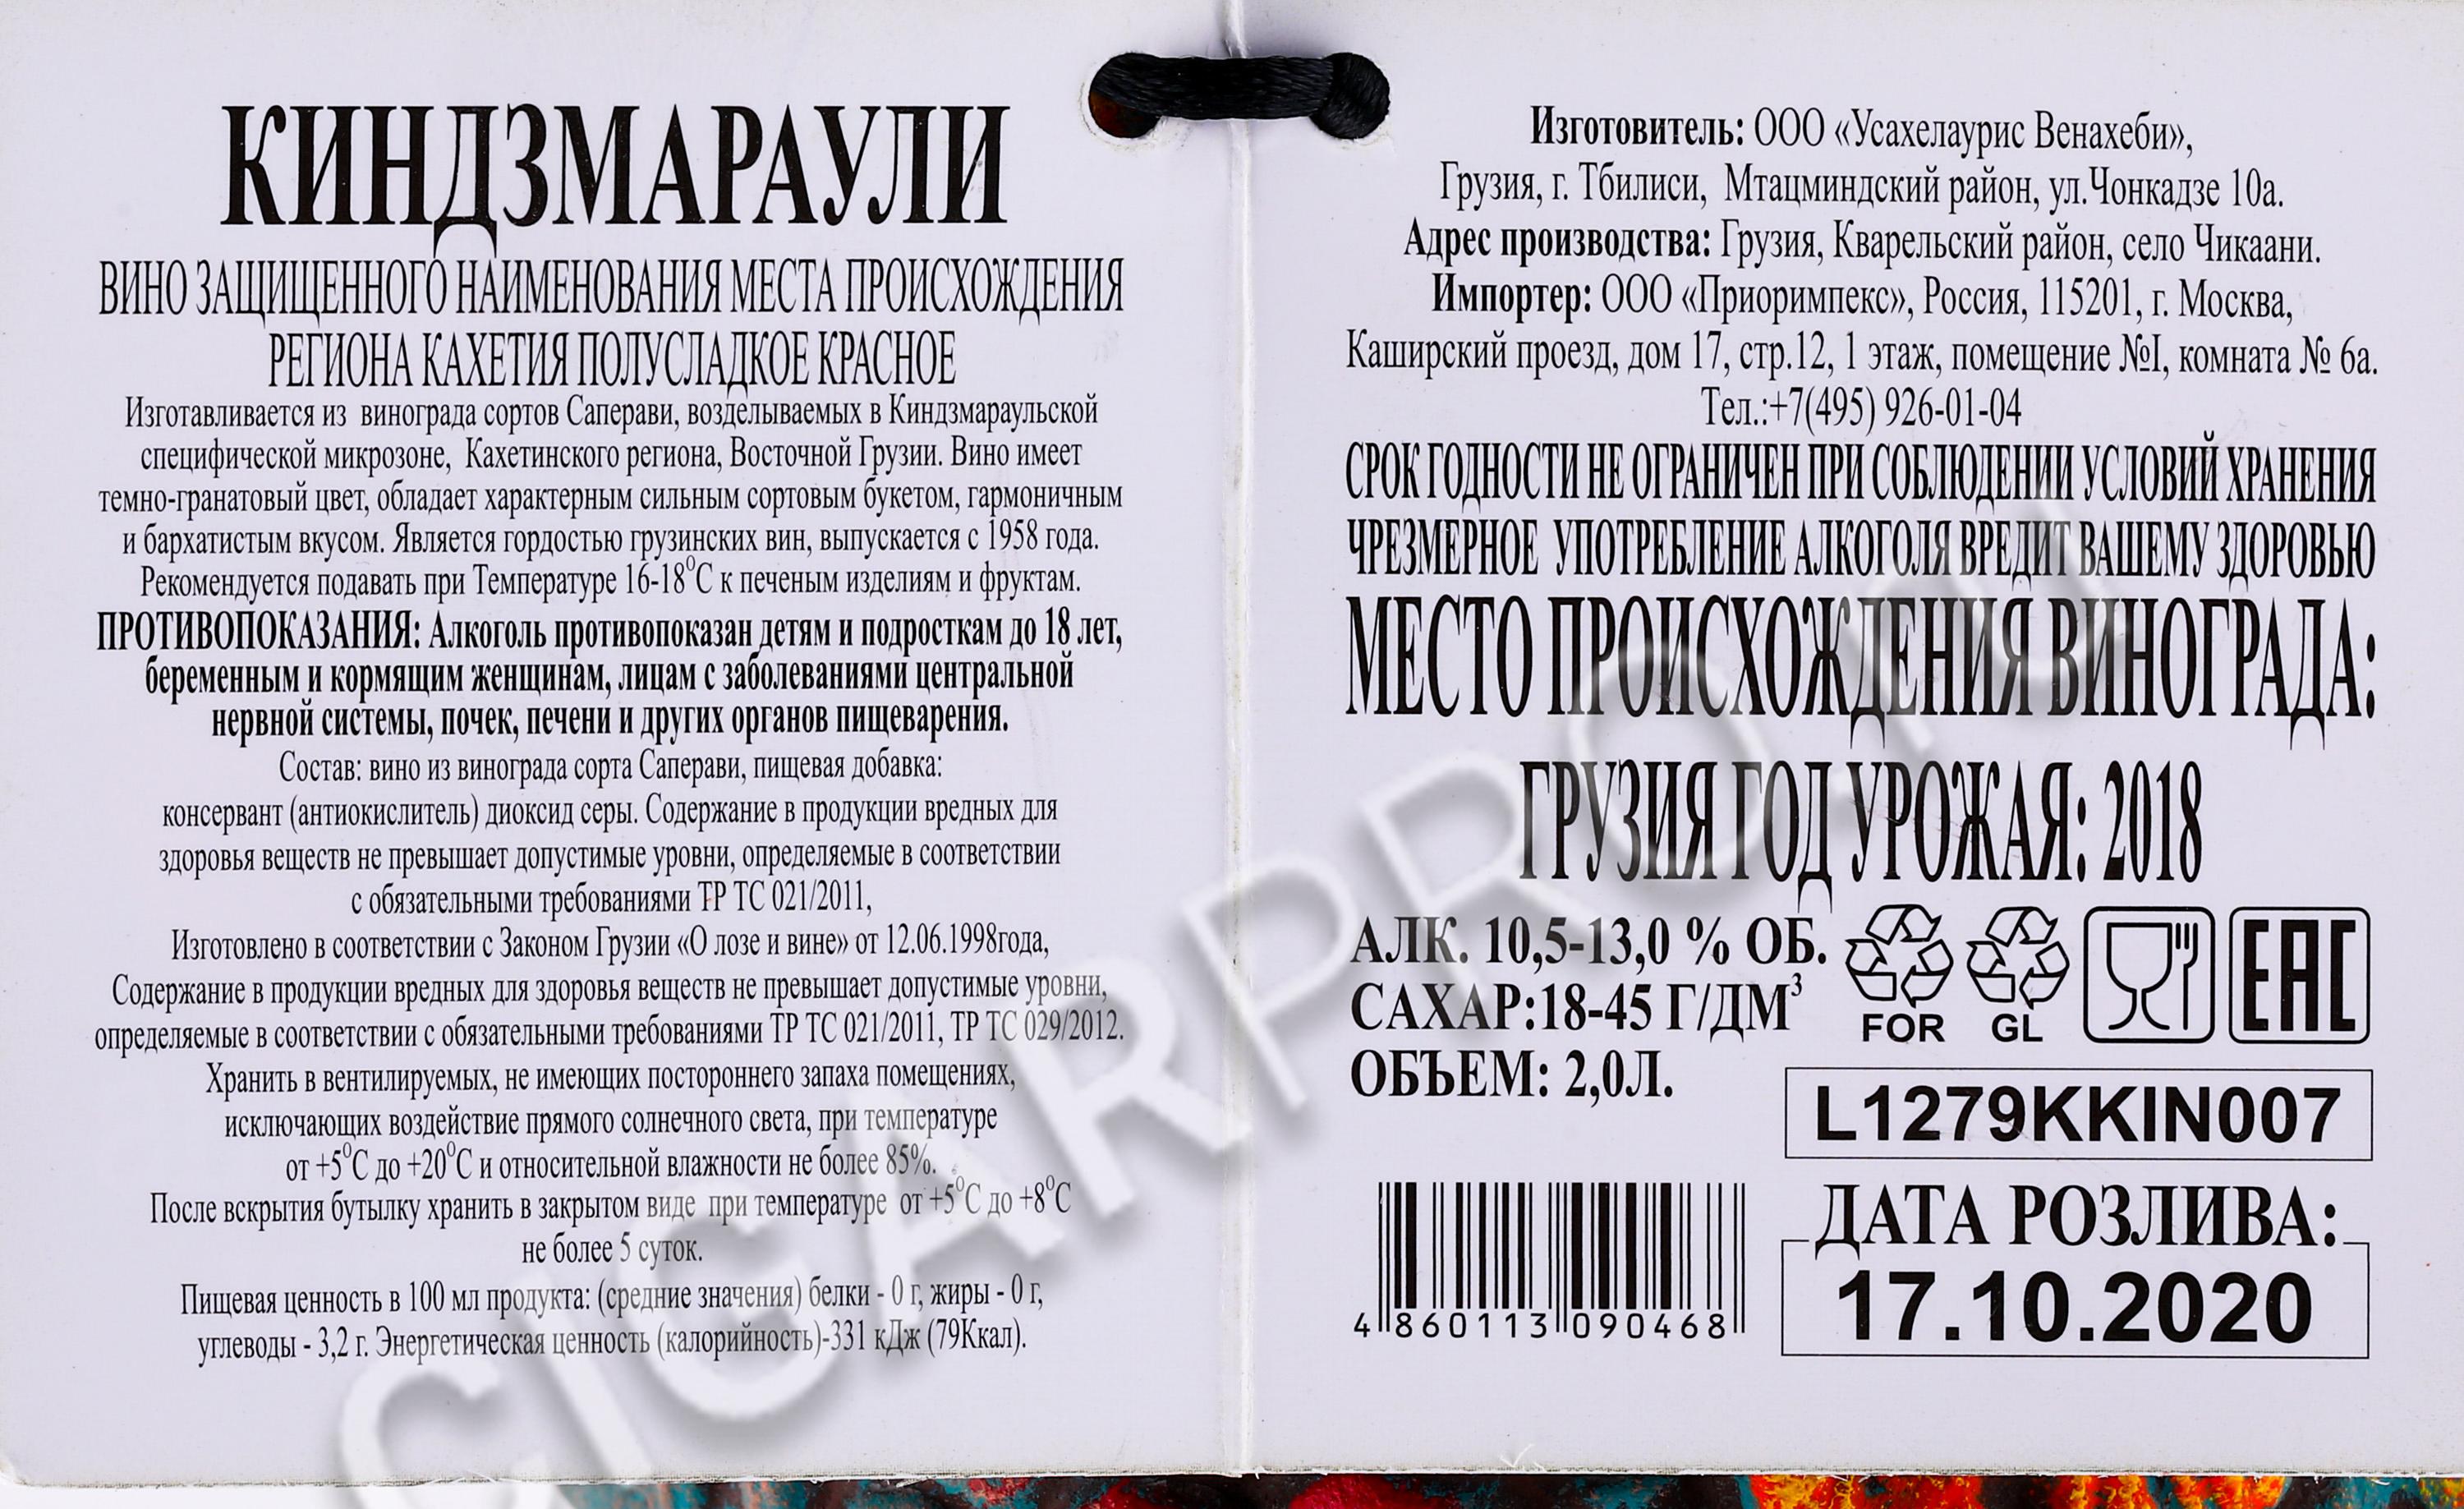 КИНДЗМАРАУЛИ
ВИНО ЗАЩИЩЕННОГО НАИМЕНОВАНИЯ МЕСТА ПРОИСХОЖДЕНИЯ
РЕГИОНА КАХЕТИЯ ПОЛУСЛАДКОЕ КРАСНОЕ
Изготавливается из винограда сортов Саперави, возделываемых в Киндзмараульской
специфической микрозоне, Кахетинского региона, Восточной Грузии. Вино имеет
темно-гранатовый цвет, обладает характерным сильным сортовым букетом, гармоничным
и бархатистым вкусом. Является гордостью грузинских вин, выпускается с 1958 года.
Рекомендуется подавать при Температуре 16-18⁰С к печеным изделиям и фруктам.
ПРОТИВОПОКАЗАНИЯ: Алкоголь противопоказан детям и подросткам до 18 лет,
беременным и кормящим женщинам, лицам с заболеваниями центральной
нервной системы, почек, печени и других органов пищеварения.
Состав: вино из винограда сорта Саперави, пищевая добавка:
консервант (антиокислитель) диоксид серы. Содержание в продукции вредных для
здоровья веществ не превышает допустимые уровни, определяемые в соответствии
с обязательными требованиями ТР ТС 021/2011,
Изготовлено в соответствии с Законом Грузии «О лозе и вине» от 12.06.1998года,
Содержание в продукции вредных для здоровья веществ не превышает допустимые уровни,
определяемые в соответствии с обязательными требованиями ТР ТС 021/2011, ТР ТС 029/2012.
Хранить в вентилируемых, не имеющих постороннего запаха помещениях,
исключающих воздействие прямого солнечного света, при температуре
от +5⁰С до +20⁰С и относительной влажности не более 85%.
После вскрытия бутылку хранить в закрытом виде при температуре от +5⁰С до +8⁰С
не более 5 суток.
Пищевая ценность в 100 мл продукта: (средние значения) белки - 0 г, жиры - 0 г,
углеводы - 3,2 г. Энергетическая ценность (калорийность)-331 кДж (79Ккал).
Изготовитель: ООО «Усахелаурис Венахеби»,
Грузия, г. Тбилиси, Мтацминдский район, ул.Чонкадзе 10а.
Адрес производства: Грузия, Кварельский район, село Чикаани.
Импортер: ООО «Приоримпекс», Россия, 115201, г. Москва,
Каширский проезд, дом 17, стр.12, 1 этаж, помещение №I, комната № 6а.
Тел.:+7(495) 926-01-04
СРОК ГОДНОСТИ НЕ ОГРАНИЧЕН ПРИ СОБЛЮДЕНИИ УСЛОВИЙ ХРАНЕНИЯ
ЧРЕЗМЕРНОЕ УПОТРЕБЛЕНИЕ АЛКОГОЛЯ ВРЕДИТ ВАШЕМУ ЗДОРОВЬЮ
МЕСТО ПРОИСХОЖДЕНИЯ ВИНОГРАДА:
ГРУЗИЯ ГОД УРОЖАЯ: 2018
АЛК. 10,5-13,0 % ОБ.
САХАР:18-45 Г/ДМ³
ОБЪЕМ: 2,0Л.
FOR GL EAC
L1279KKIN007
ДАТА РОЗЛИВА:
17.10.2020
4 860113 090468
CIGARPRO.ru